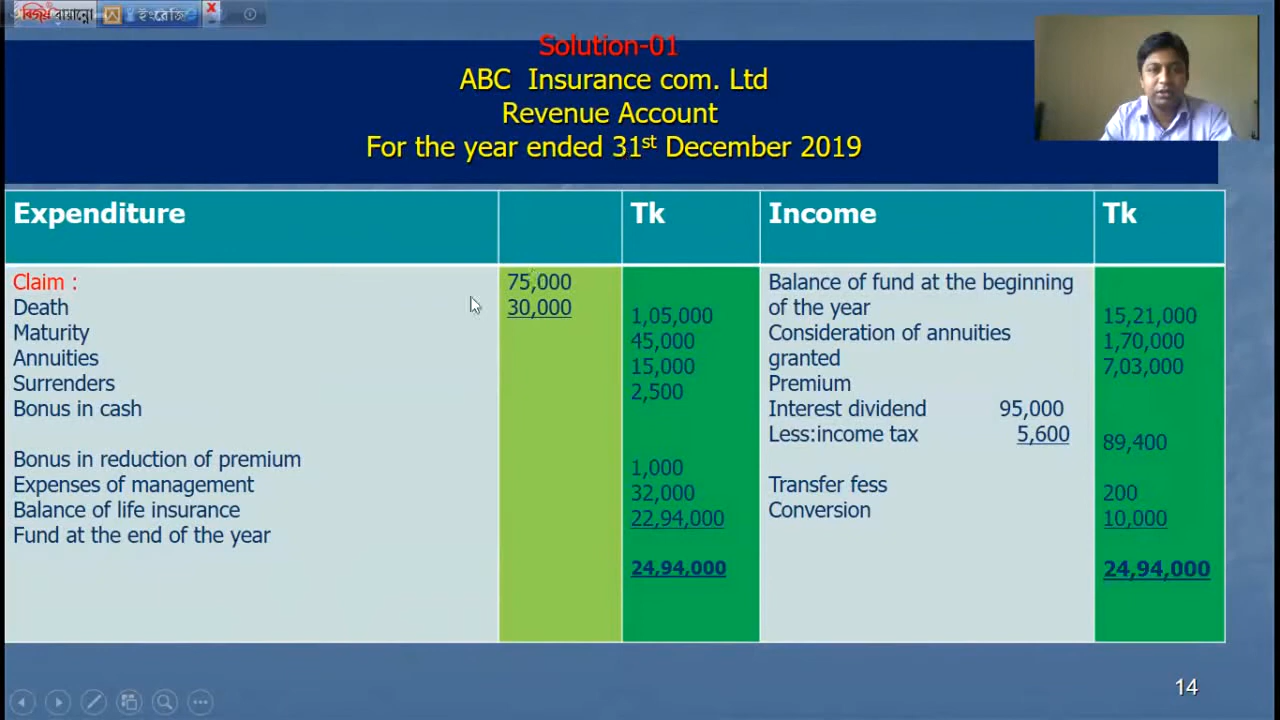 বিজয় বায়ান্নো
ইংরেজি
Solution-01
ABC Insurance com. Ltd
Revenue Account
For the year ended 31st December 2019
Expenditure Tk Income Tk
Claim :
Death
Maturity
Annuities
Surrenders
Bonus in cash
Bonus in reduction of premium
Expenses of management
Balance of life insurance
Fund at the end of the year
75,000
30,000
1,05,000
45,000
15,000
2,500
1,000
32,000
22,94,000
24,94,000
Balance of fund at the beginning
of the year
Consideration of annuities
granted
Premium
Interest dividend 95,000
Less:income tax 5,600
Transfer fess
Conversion
15,21,000
1,70,000
7,03,000
89,400
200
10,000
24,94,000
14